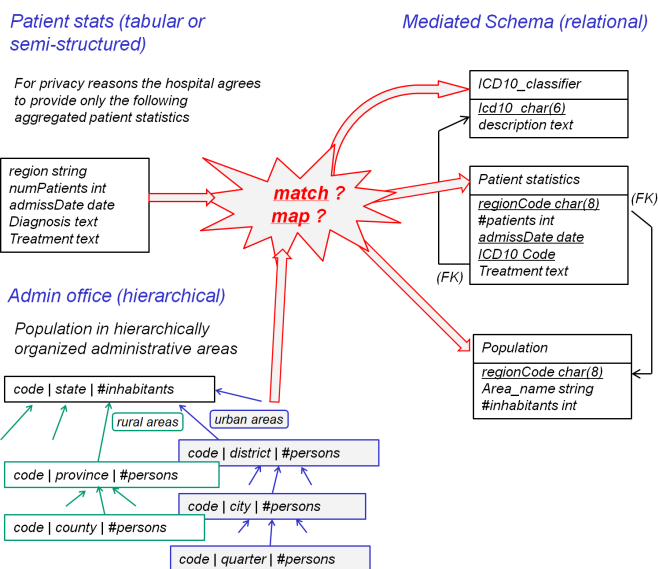 Patient stats (tabular or
semi-structured)
Mediated Schema (relational)
For privacy reasons the hospital agrees
to provide only the following
aggregated patient statistics
ICD10_classifier
Icd10 char(6)
description text
region string
numPatients int
admissDate date
Diagnosis text
Treatment text
match ?
map ?
Patient statistics
regionCode char(8)
#patients int
admissDate date
ICD10 Code
Treatment text
(FK)
(FK)
Admin office (hierarchical)
Population in hierarchically
organized administrative areas
Population
regionCode char(8)
Area_name string
#inhabitants int
code | state | #inhabitants
rural areas
urban areas
code | district | #persons
code | province | #persons
code | city | #persons
code | county | #persons
code | quarter | #persons